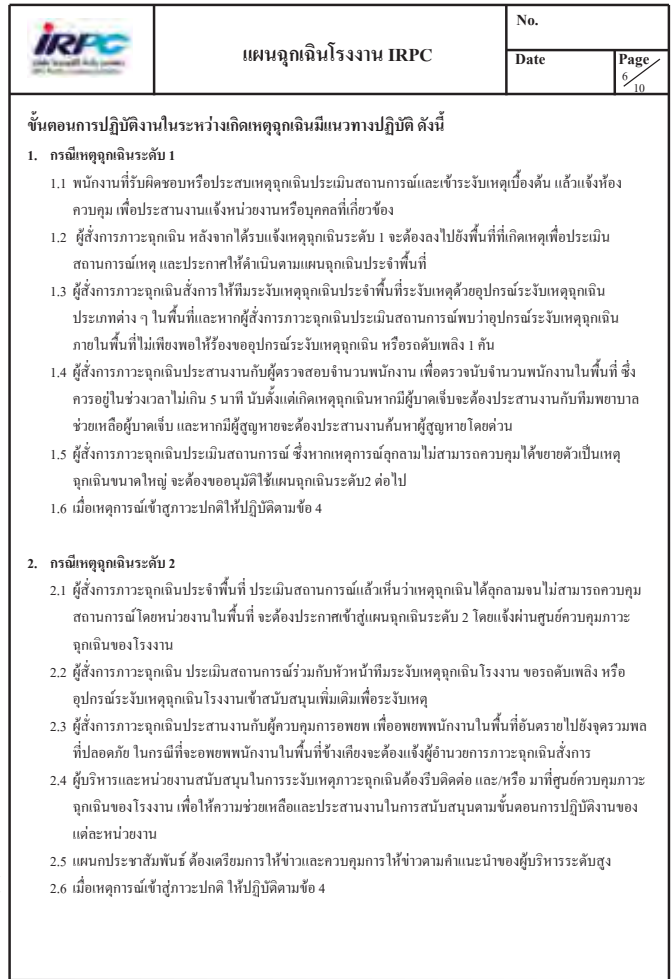 IRPC
แผนฉุกเฉินโรงงาน IRPC
No.
Date
Page
6/10
ขั้นตอนการปฏิบัติงานในระหว่างเกิดเหตุฉุกเฉินมีแนวทางปฏิบัติ ดังนี้
1. กรณีเหตุฉุกเฉินระดับ 1
1.1 พนักงานที่รับผิดชอบหรือประสบเหตุฉุกเฉินประเมินสถานการณ์และเข้าระงับเหตุเบื้องต้น แล้วแจ้งห้อง
ควบคุม เพื่อประสานงานแจ้งหน่วยงานหรือบุคคลที่เกี่ยวข้อง
1.2 ผู้สั่งการภาวะฉุกเฉิน หลังจากได้รบแจ้งเหตุฉุกเฉินระดับ 1 จะต้องลงไปยังพื้นที่ที่เกิดเหตุเพื่อประเมิน
สถานการณ์เหตุ และประกาศให้ดำเนินตามแผนฉุกเฉินประจำพื้นที่
1.3 ผู้สั่งการภาวะฉุกเฉินสั่งการให้ทีมระงับเหตุฉุกเฉินประจำพื้นที่ระงับเหตุด้วยอุปกรณ์ระงับเหตุฉุกเฉิน
ประเภทต่าง ๆ ในพื้นที่และหากผู้สั่งการภาวะฉุกเฉินประเมินสถานการณ์พบว่าอุปกรณ์ระงับเหตุฉุกเฉิน
ภายในพื้นที่ไม่เพียงพอให้ร้องขออุปกรณ์ระงับเหตุฉุกเฉิน หรือรถดับเพลิง 1 คัน
1.4 ผู้สั่งการภาวะฉุกเฉินประสานงานกับผู้ตรวจสอบจำนวนพนักงาน เพื่อตรวจนับจำนวนพนักงานในพื้นที่ ซึ่ง
ควรอยู่ในช่วงเวลาไม่เกิน 5 นาที นับตั้งแต่เกิดเหตุฉุกเฉินหากมีผู้บาดเจ็บจะต้องประสานงานกับทีมพยาบาล
ช่วยเหลือผู้บาดเจ็บ และหากมีผู้สูญหายจะต้องประสานงานค้นหาผู้สูญหายโดยด่วน
1.5 ผู้สั่งการภาวะฉุกเฉินประเมินสถานการณ์ ซึ่งหากเหตุการณ์ลุกลามไม่สามารถควบคุมได้ขยายตัวเป็นเหตุ
ฉุกเฉินขนาดใหญ่ จะต้องขออนุมัติใช้แผนฉุกเฉินระดับ2 ต่อไป
1.6 เมื่อเหตุการณ์เข้าสู่ภาวะปกติให้ปฏิบัติตามข้อ 4
2. กรณีเหตุฉุกเฉินระดับ 2
2.1 ผู้สั่งการภาวะฉุกเฉินประจำพื้นที่ ประเมินสถานการณ์แล้วเห็นว่าเหตุฉุกเฉินได้ลุกลามจนไม่สามารถควบคุม
สถานการณ์โดยหน่วยงานในพื้นที่ จะต้องประกาศเข้าสู่แผนฉุกเฉินระดับ 2 โดยแจ้งผ่านศูนย์ควบคุมภาวะ
ฉุกเฉินของโรงงาน
2.2 ผู้สั่งการภาวะฉุกเฉิน ประเมินสถานการณ์ร่วมกับหัวหน้าทีมระงับเหตุฉุกเฉินโรงงาน ขอรถดับเพลิง หรือ
อุปกรณ์ระงับเหตุฉุกเฉินโรงงานเข้าสนับสนุนเพิ่มเติมเพื่อระงับเหตุ
2.3 ผู้สั่งการภาวะฉุกเฉินประสานงานกับผู้ควบคุมการอพยพ เพื่ออพยพพนักงานในพื้นที่อันตรายไปยังจุดรวมพล
ที่ปลอดภัย ในกรณีที่จะอพยพพนักงานในพื้นที่ข้างเคียงจะต้องแจ้งผู้อำนวยการภาวะฉุกเฉินสั่งการ
2.4 ผู้บริหารและหน่วยงานสนับสนุนในการระงับเหตุภาวะฉุกเฉินต้องรีบติดต่อ และ/หรือ มาที่ศูนย์ควบคุมภาวะ
ฉุกเฉินของโรงงาน เพื่อให้ความช่วยเหลือและประสานงานในการสนับสนุนตามขั้นตอนการปฏิบัติงานของ
แต่ละหน่วยงาน
2.5 แผนกประชาสัมพันธ์ ต้องเตรียมการให้ข่าวและควบคุมการให้ข่าวตามคำแนะนำของผู้บริหารระดับสูง
2.6 เมื่อเหตุการณ์เข้าสู่ภาวะปกติ ให้ปฏิบัติตามข้อ 4